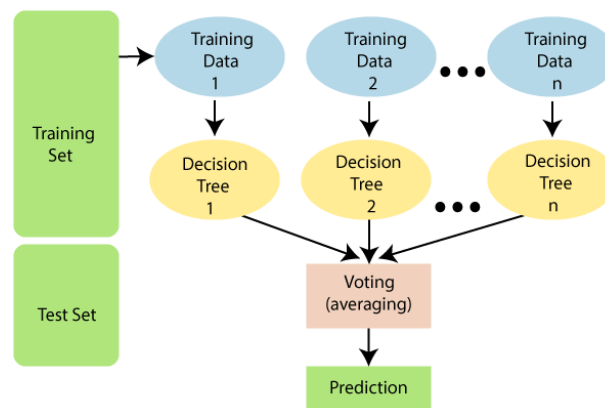 Training
Set
Training
Data
1
Training
Data
2
Training
Data
n
Decision
Tree
1
Decision
Tree
2
Decision
Tree
n
Test Set
Voting
(averaging)
Prediction